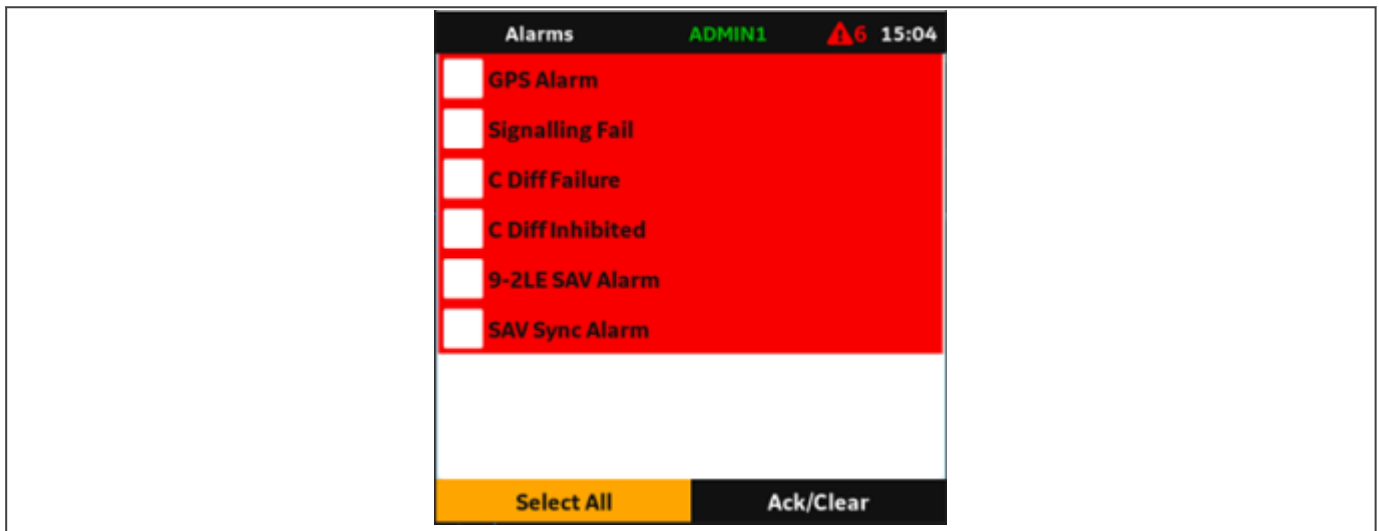 Alarms ADMIN1 6 15:04
GPS Alarm
Signalling Fail
C Diff Failure
C Diff Inhibited
9-2LE SAV Alarm
SAV Sync Alarm
Select All Ack/Clear